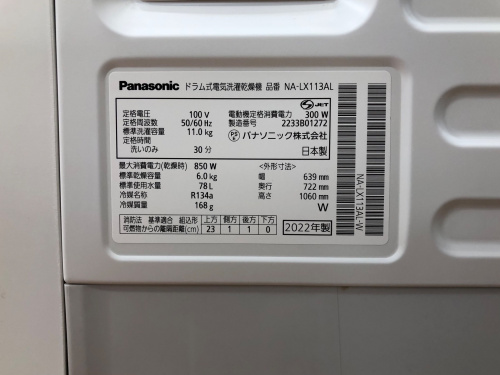 Panasonic ドラム式電気洗濯乾燥機 品番 NA-LX113AL
定格電圧 100 V
定格周波数 50/60 Hz
標準洗濯容量 11.0kg
定格時間
洗いのみ 30分
S JET
電動機定格消費電力 300 W
製造番号 2233B01272
PS E パナソニック株式会社
日本製
最大消費電力(乾燥時) 850 W
標準乾燥容量 6.0 kg
標準使用水量 78 L
冷媒名称 R134a
冷媒質量 168 g
<外形寸法>
幅 639 mm
奥行 722 mm
高さ 1060 mm
W
消防法 基準適合 組込形 上方 側方 後方 下方
可燃物からの離隔距離(cm) 23 1 1 0
2022年製
NA-LX113AL-W